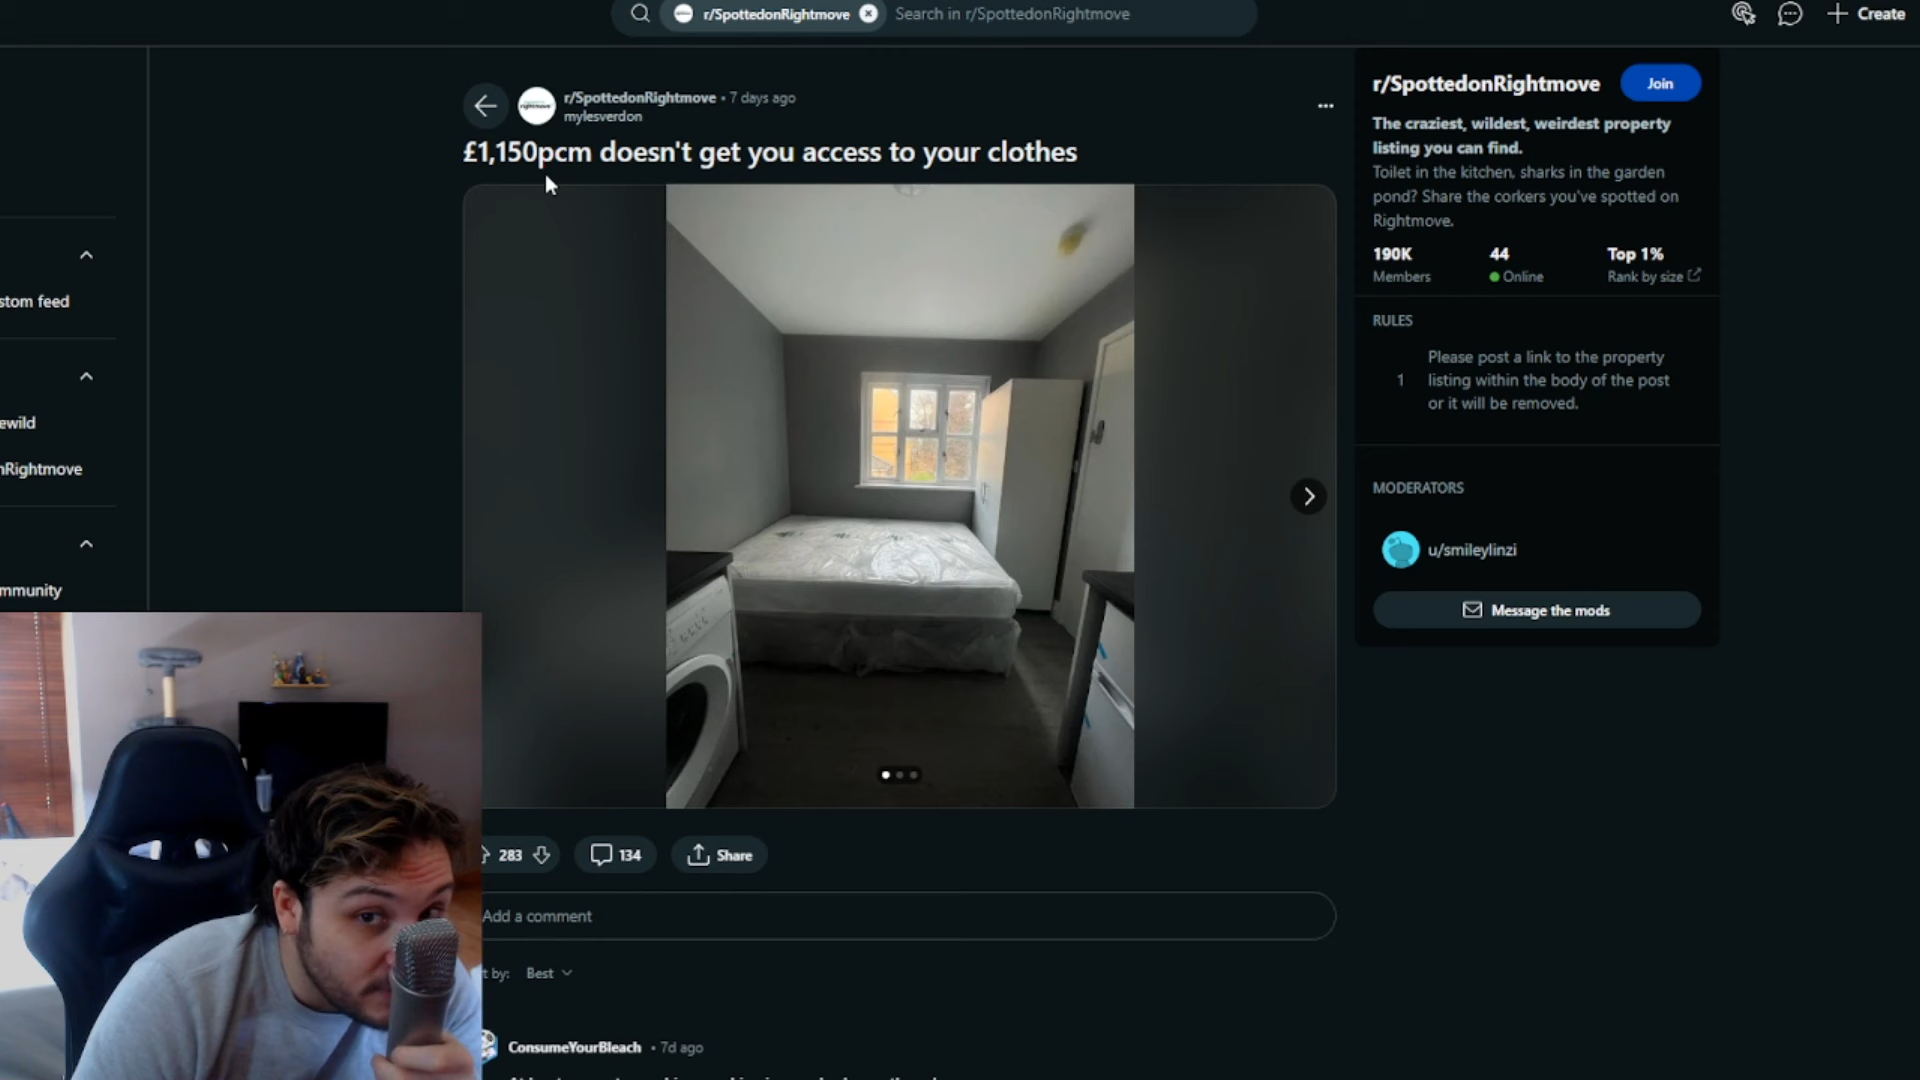 r/SpottedonRightmove
Search in r/SpottedonRightmove
Create
r/SpottedonRightmove • 7 days ago
mylesverdon
£1,150pcm doesn't get you access to your clothes
r/SpottedonRightmove
Join
The craziest, wildest, weirdest property
listing you can find.
Toilet in the kitchen, sharks in the garden
pond? Share the corkers you've spotted on
Rightmove.
190K
44
Top 1%
Members
Online
Rank by size
RULES
1
Please post a link to the property
listing within the body of the post
or it will be removed.
MODERATORS
u/smileylinzi
Message the mods
stom feed
ewild
nRightmove
mmunity
283
134
Share
Add a comment
t by:
Best
ConsumeYourBleach • 7d ago